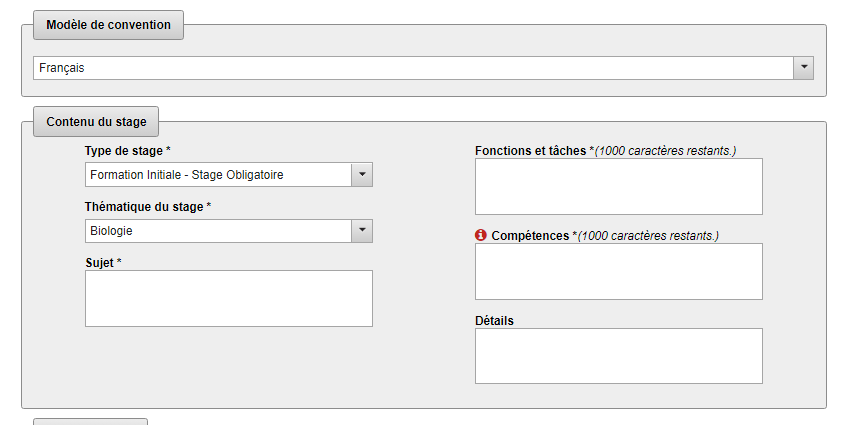 Modèle de convention
Français
Contenu du stage
Type de stage *
Formation Initiale - Stage Obligatoire
Thématique du stage *
Biologie
Sujet *
Fonctions et tâches *(1000 caractères restants.)
Compétences *(1000 caractères restants.)
Détails